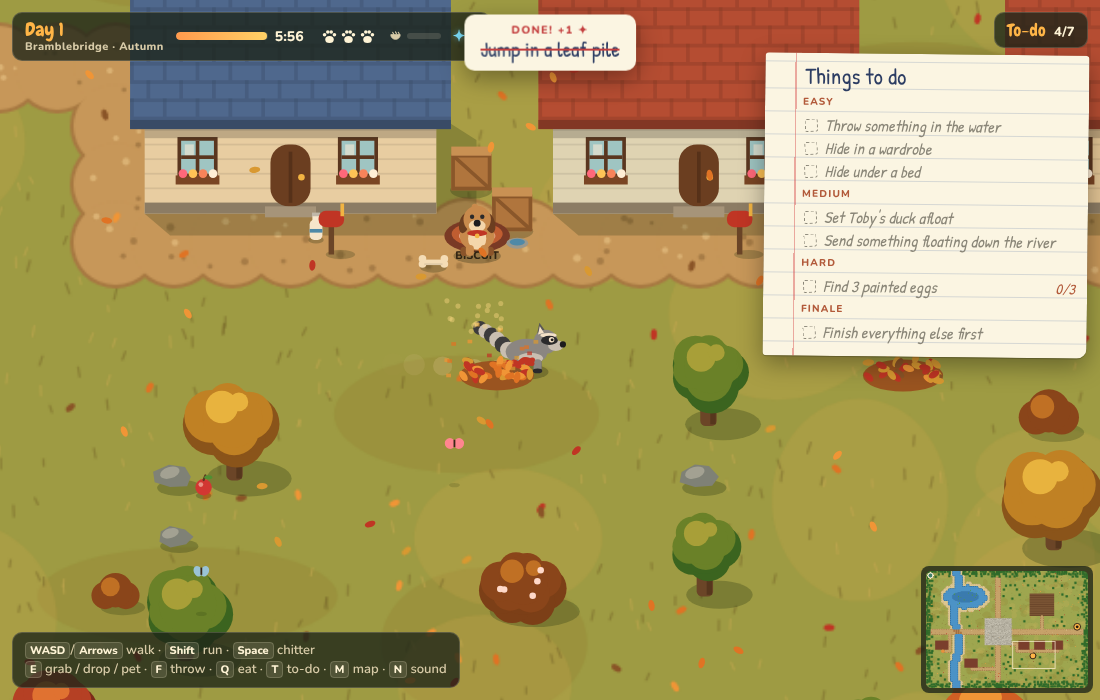 Day 1
Bramblebridge · Autumn
5:56
DONE! +1 ✦
Jump in a leaf pile
To-do 4/7
Things to do
EASY
Throw something in the water
Hide in a wardrobe
Hide under a bed
MEDIUM
Set Toby's duck afloat
Send something floating down the river
HARD
Find 3 painted eggs 0/3
FINALE
Finish everything else first
BISCUIT
WASD / Arrows walk · Shift run · Space chitter
E grab / drop / pet · F throw · Q eat · T to-do · M map · N sound